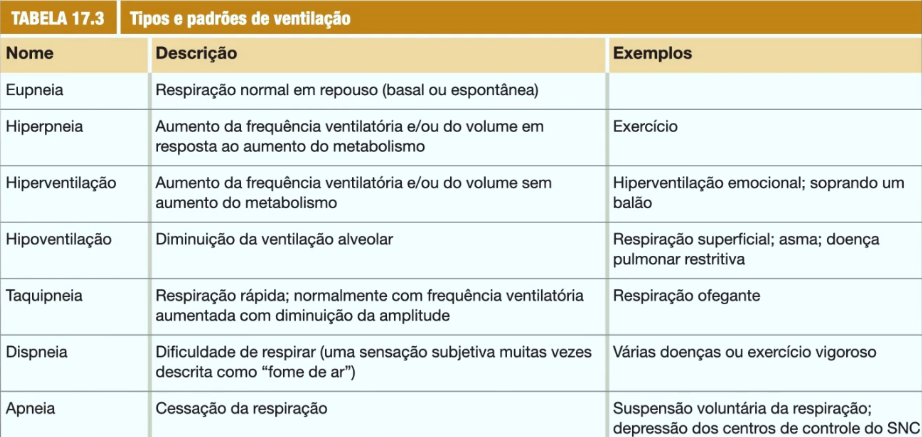 TABELA 17.3 Tipos e padrões de ventilação
Nome Descrição Exemplos
Eupneia Respiração normal em repouso (basal ou espontânea)
Hiperpneia Aumento da frequência ventilatória e/ou do volume em Exercício
resposta ao aumento do metabolismo
Hiperventilação Aumento da frequência ventilatória e/ou do volume sem Hiperventilação emocional; soprando um
aumento do metabolismo balão
Hipoventilação Diminuição da ventilação alveolar Respiração superficial; asma; doença
pulmonar restritiva
Taquipneia Respiração rápida; normalmente com frequência ventilatória Respiração ofegante
aumentada com diminuição da amplitude
Dispneia Dificuldade de respirar (uma sensação subjetiva muitas vezes Várias doenças ou exercício vigoroso
descrita como “fome de ar”)
Apneia Cessação da respiração Suspensão voluntária da respiração;
depressão dos centros de controle do SNC